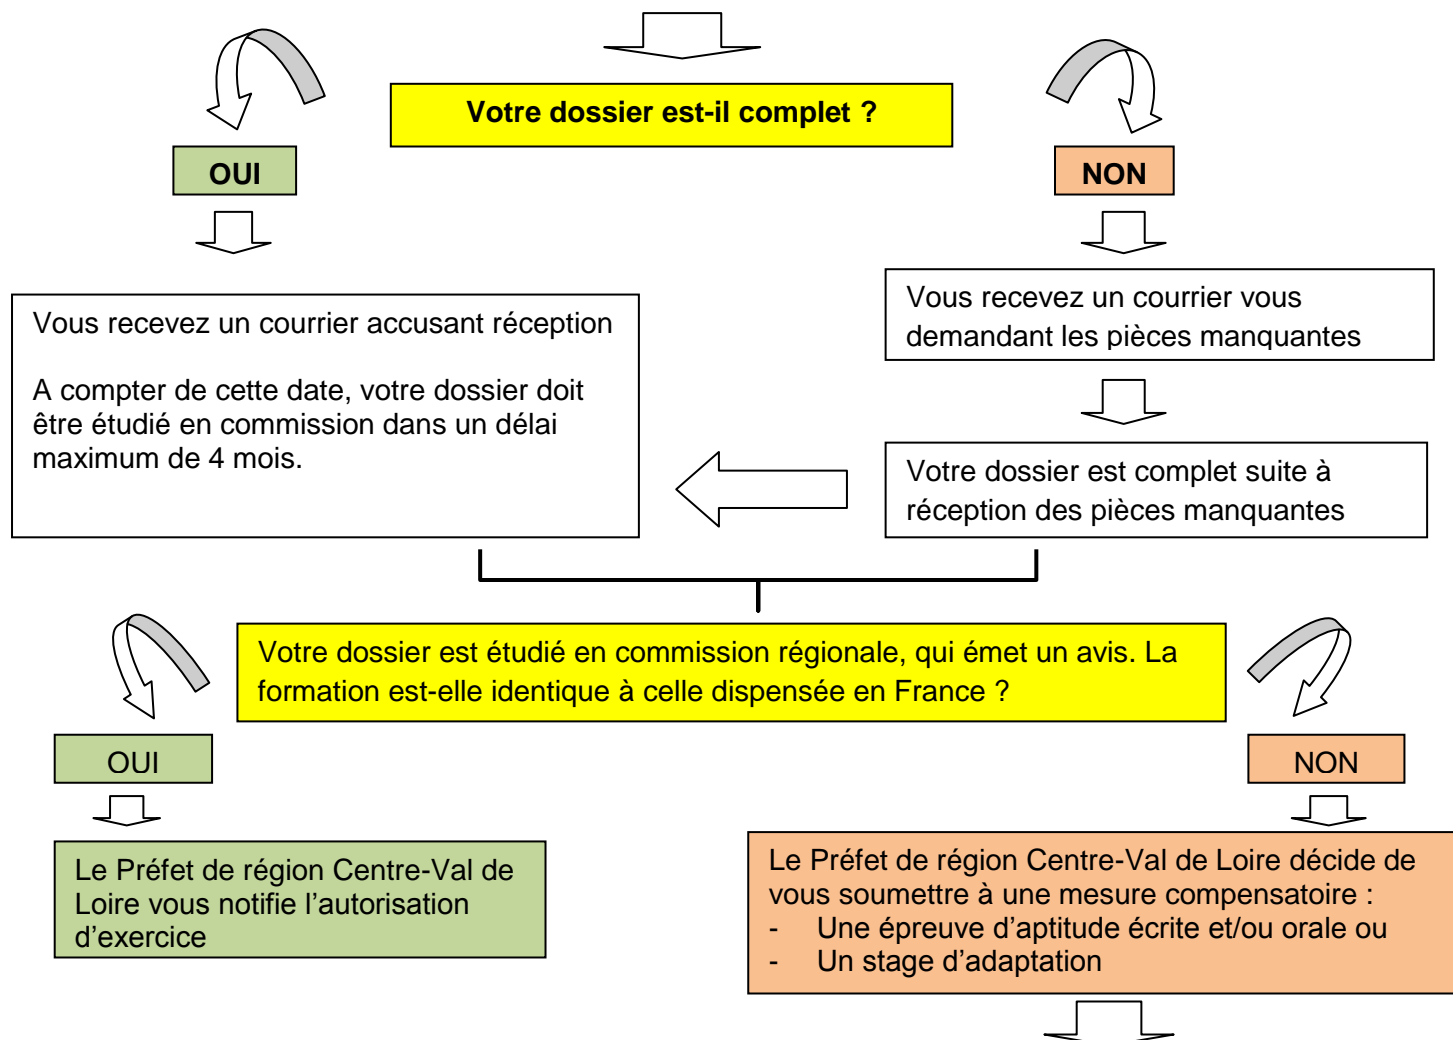 Votre dossier est-il complet ?
OUI
NON
Vous recevez un courrier accusant réception
A compter de cette date, votre dossier doit
être étudié en commission dans un délai
maximum de 4 mois.
Vous recevez un courrier vous
demandant les pièces manquantes
Votre dossier est complet suite à
réception des pièces manquantes
Votre dossier est étudié en commission régionale, qui émet un avis. La
formation est-elle identique à celle dispensée en France ?
OUI
NON
Le Préfet de région Centre-Val de
Loire vous notifie l’autorisation
d’exercice
Le Préfet de région Centre-Val de Loire décide de
vous soumettre à une mesure compensatoire :
- Une épreuve d’aptitude écrite et/ou orale ou
- Un stage d’adaptation